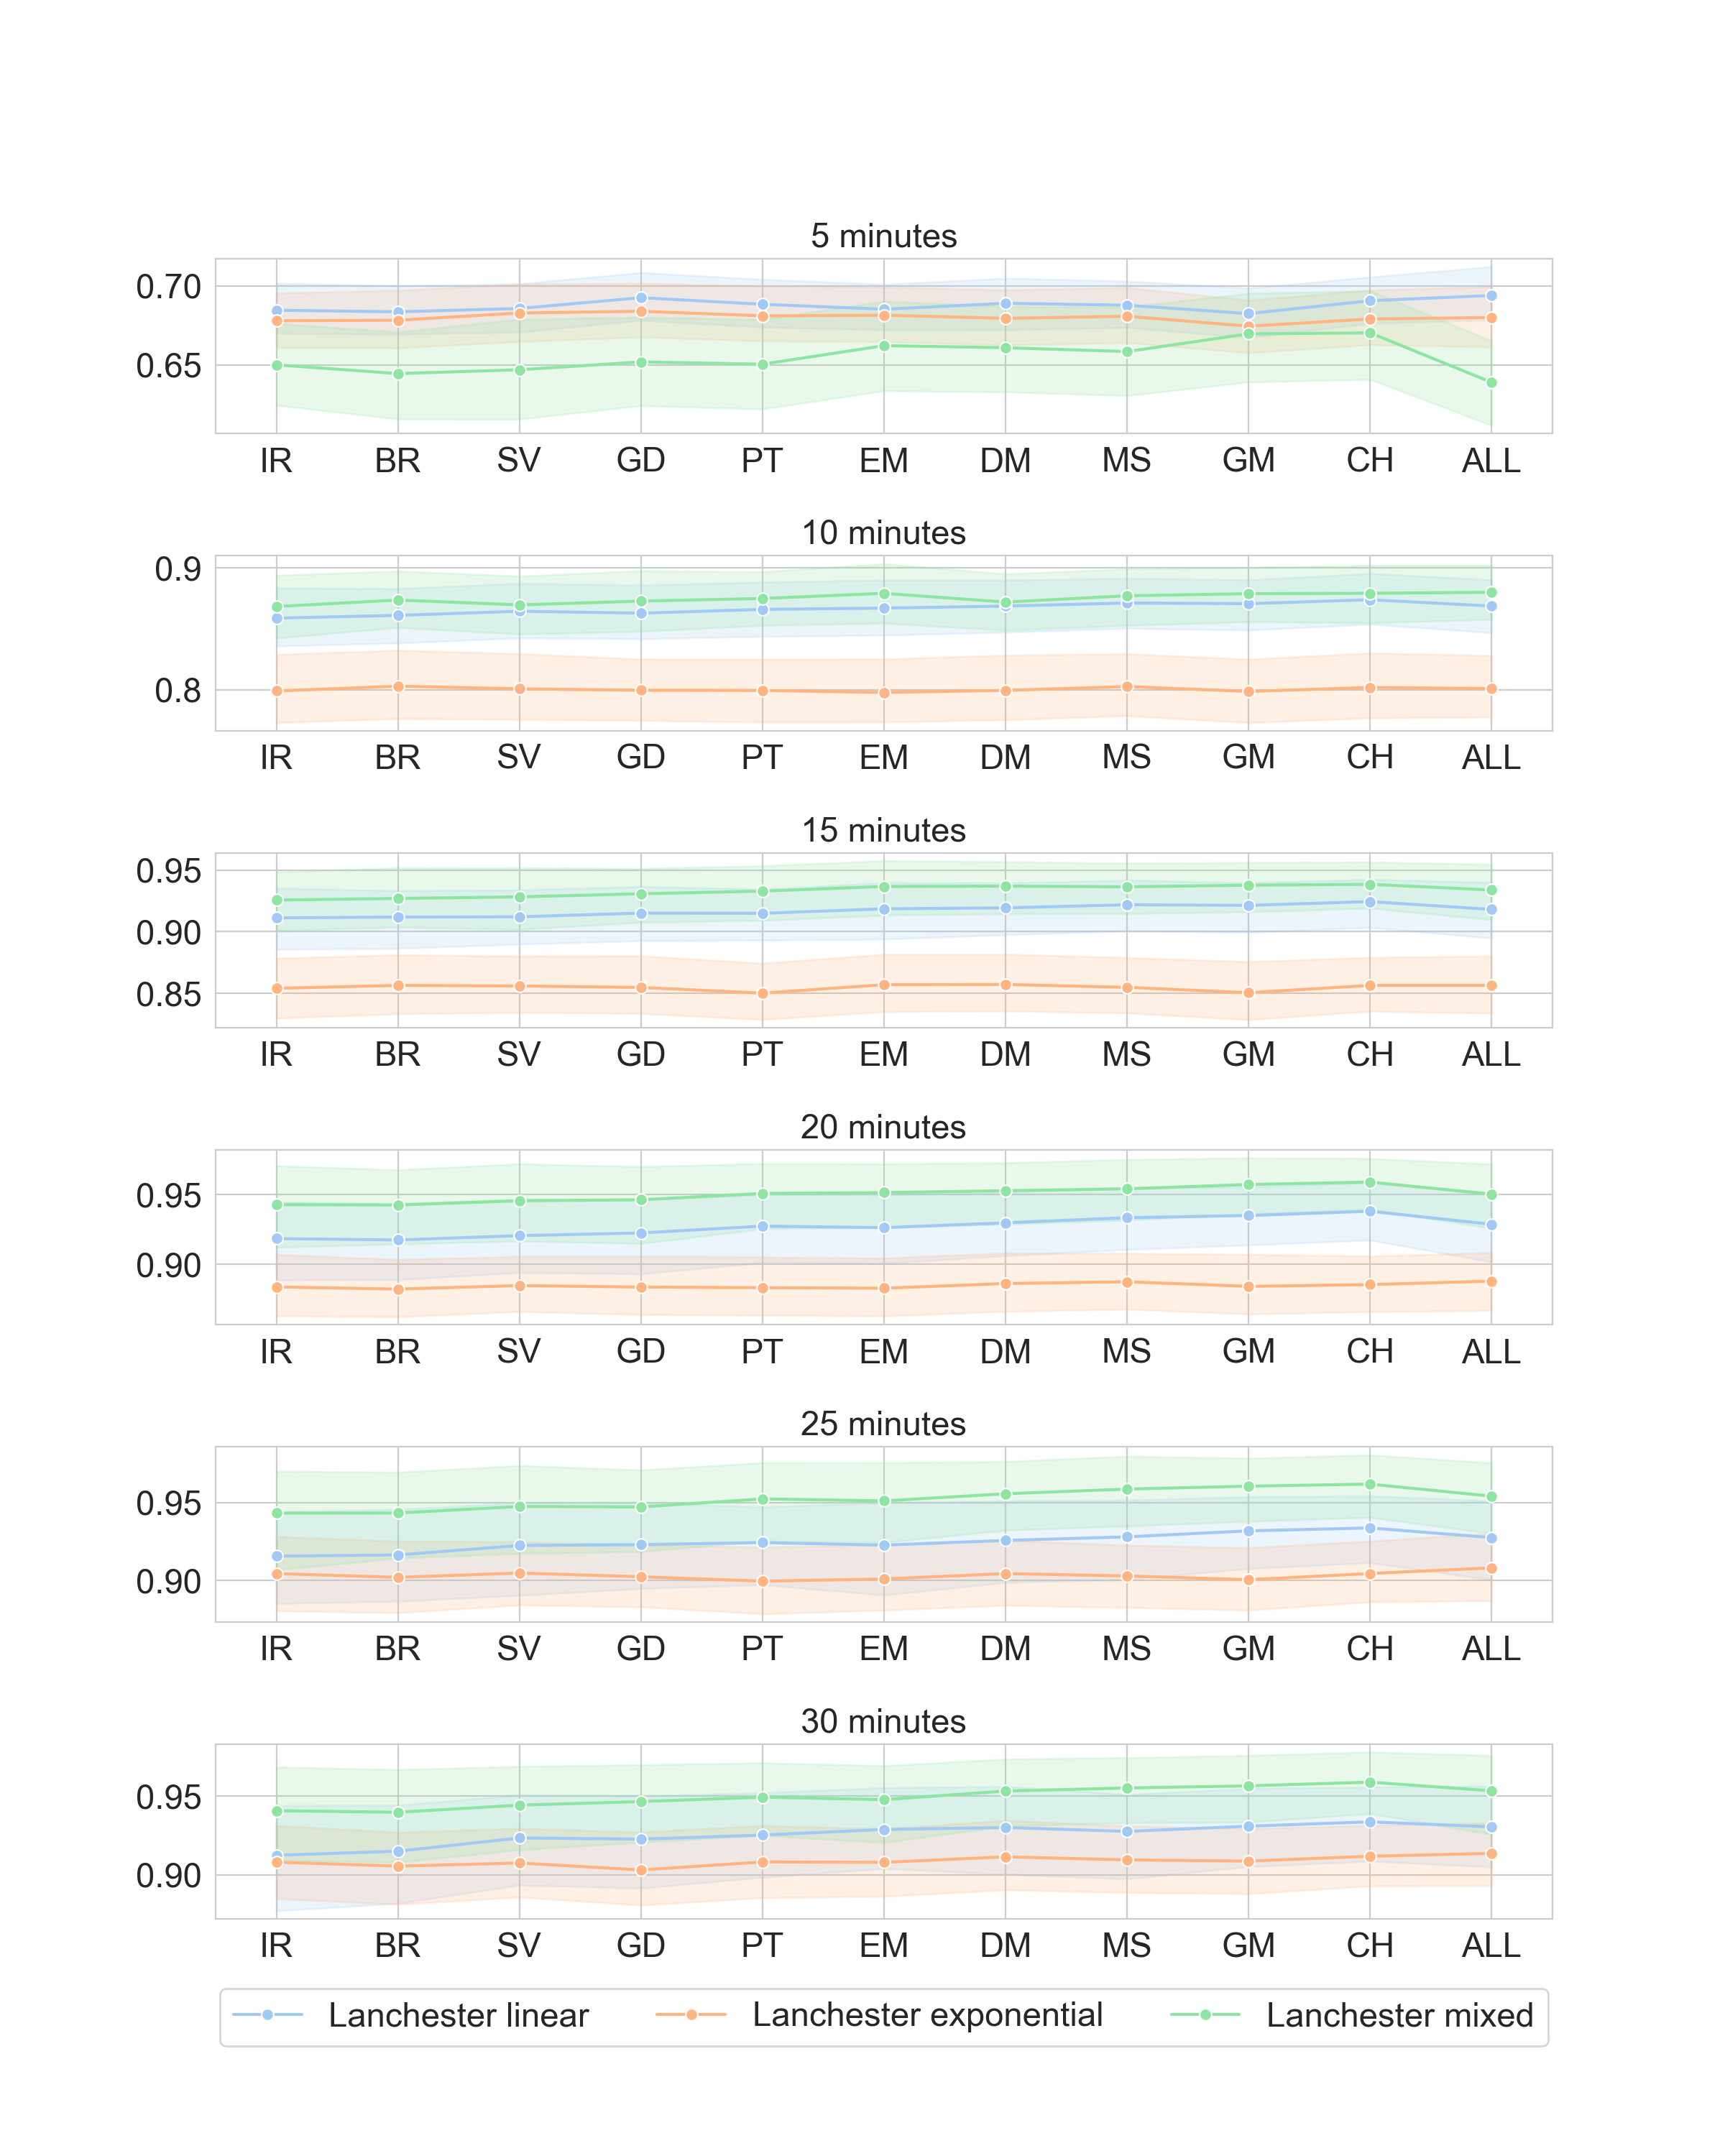 5 minutes
0.70
0.65
IR BR SV GD PT EM DM MS GM CH ALL
10 minutes
0.9
0.8
IR BR SV GD PT EM DM MS GM CH ALL
15 minutes
0.95
0.90
0.85
IR BR SV GD PT EM DM MS GM CH ALL
20 minutes
0.95
0.90
IR BR SV GD PT EM DM MS GM CH ALL
25 minutes
0.95
0.90
IR BR SV GD PT EM DM MS GM CH ALL
30 minutes
0.95
0.90
IR BR SV GD PT EM DM MS GM CH ALL
Lanchester linear Lanchester exponential Lanchester mixed